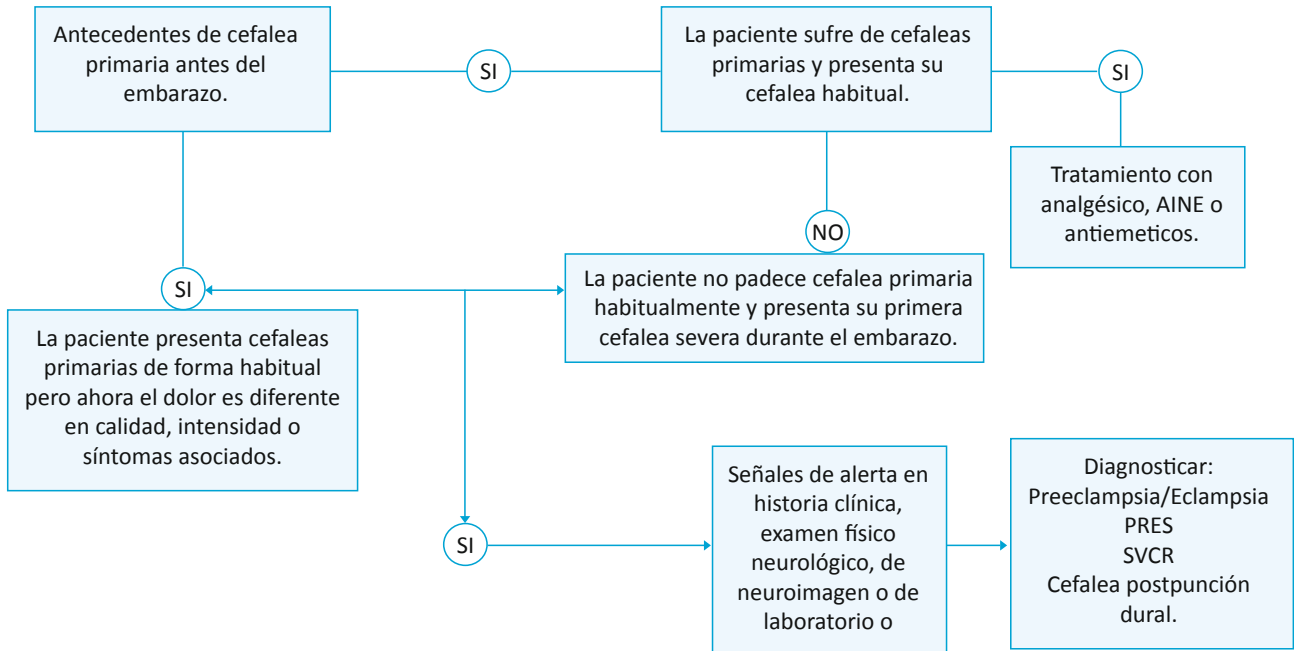 Antecedentes de cefalea
primaria antes del
embarazo.
SI
La paciente sufre de cefaleas
primarias y presenta su
cefalea habitual.
SI
Tratamiento con
analgésico, AINE o
antiemeticos.
NO
La paciente no padece cefalea primaria
habitualmente y presenta su primera
cefalea severa durante el embarazo.
SI
La paciente presenta cefaleas
primarias de forma habitual
pero ahora el dolor es diferente
en calidad, intensidad o
síntomas asociados.
SI
Señales de alerta en
historia clínica,
examen físico
neurológico, de
neuroimagen o de
laboratorio o
Diagnosticar:
Preeclampsia/Eclampsia
PRES
SVCR
Cefalea postpunción
dural.